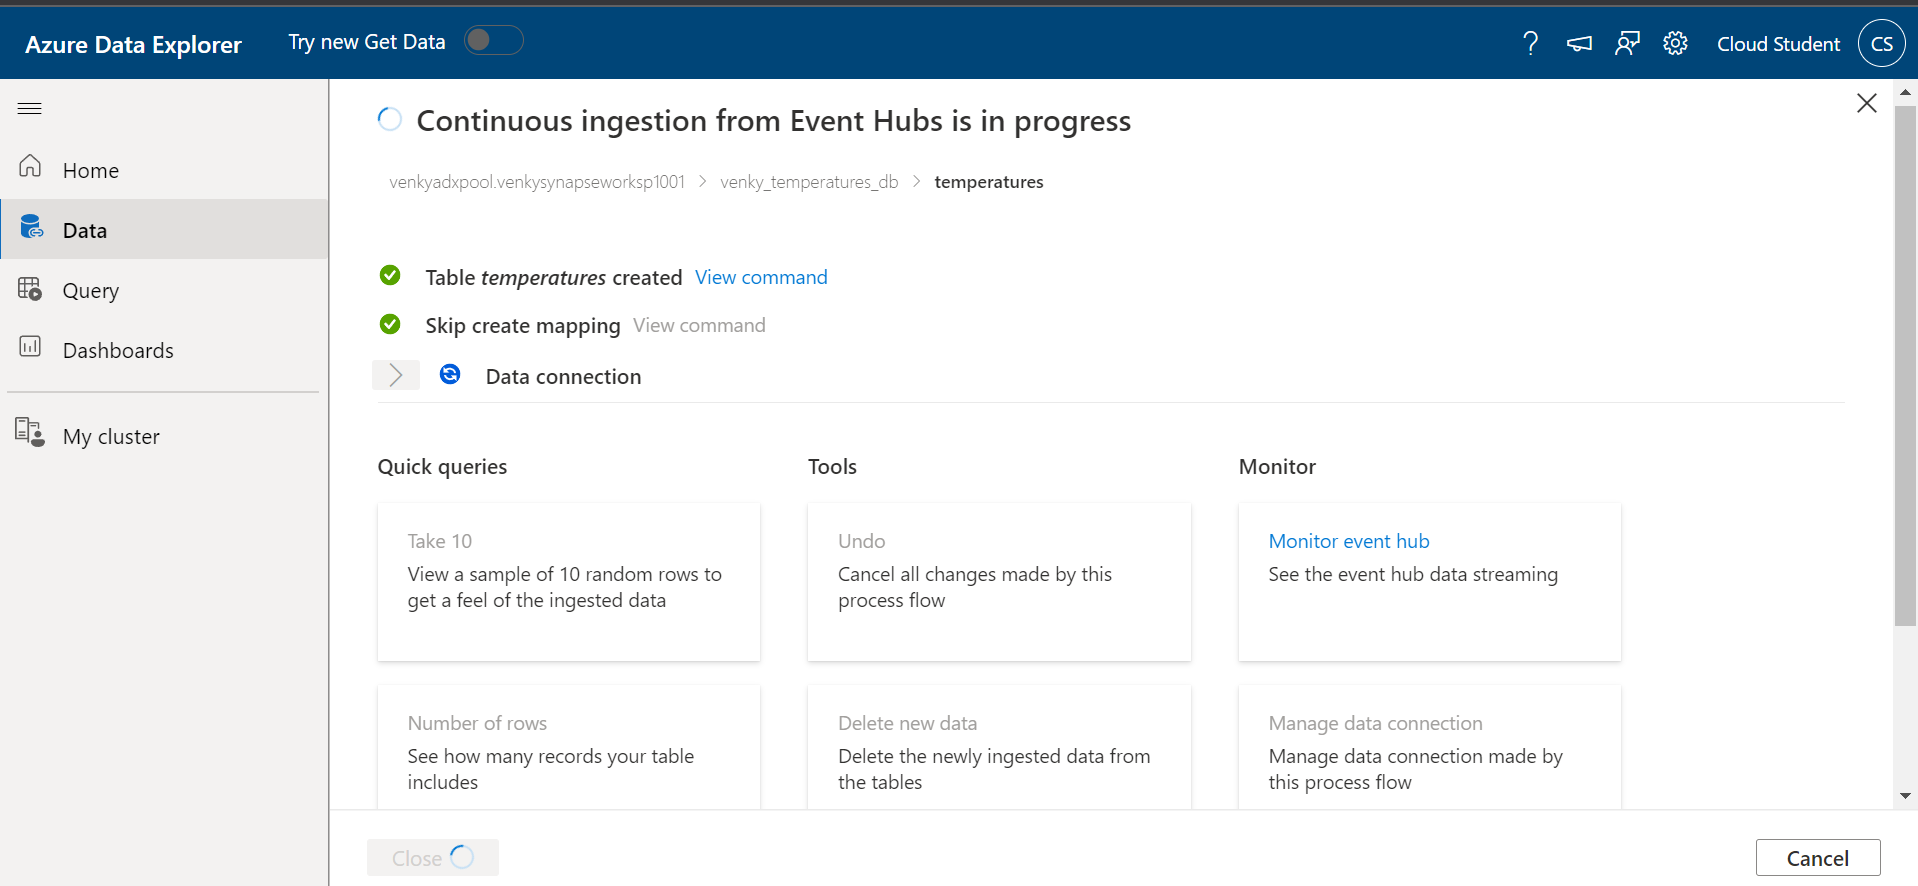 Azure Data Explorer
Try new Get Data
Cloud Student
CS
Home
Data
Query
Dashboards
My cluster
Continuous ingestion from Event Hubs is in progress
venkyadxpool.venkysynapseworksp1001 > venky_temperatures_db > temperatures
Table temperatures created View command
Skip create mapping View command
Data connection
Quick queries
Take 10
View a sample of 10 random rows to
get a feel of the ingested data
Number of rows
See how many records your table
includes
Tools
Undo
Cancel all changes made by this
process flow
Delete new data
Delete the newly ingested data from
the tables
Monitor
Monitor event hub
See the event hub data streaming
Manage data connection
Manage data connection made by
this process flow
Close
Cancel